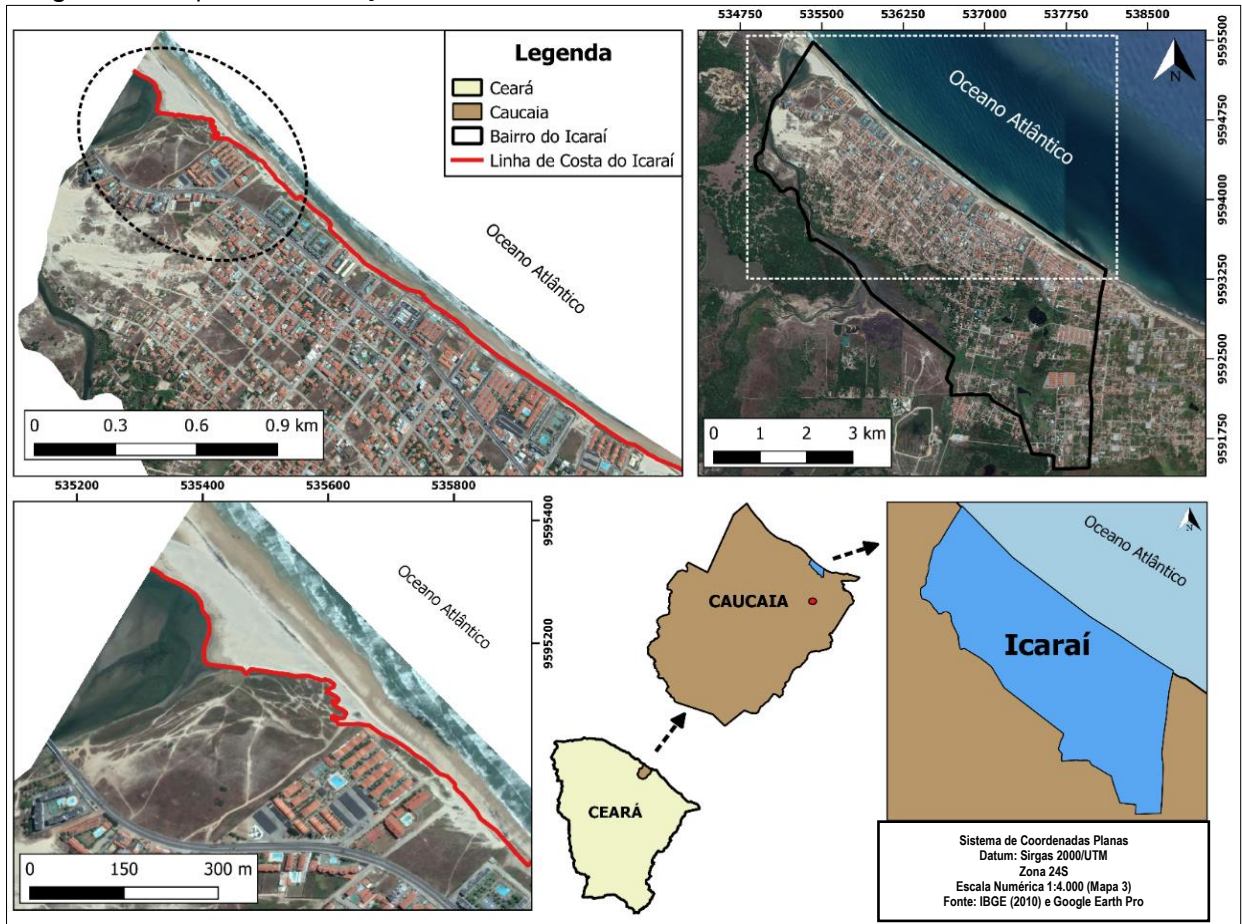 534750 535500 536250 537000 537750 538500
Legenda
Ceará
Caucaia
Bairro do Icaraí
Linha de Costa do Icaraí
Oceano Atlântico
0 0.3 0.6 0.9 km
N
Oceano Atlântico
9595500
9594750
9594000
9593250
9592500
9591750
0 1 2 3 km
535200 535400 535600 535800
9595400
9595200
Oceano Atlântico
0 150 300 m
CAUCAIA
CEARÁ
N
Oceano Atlântico
Icaraí
Sistema de Coordenadas Planas
Datum: Sirgas 2000/UTM
Zona 24S
Escala Numérica 1:4.000 (Mapa 3)
Fonte: IBGE (2010) e Google Earth Pro